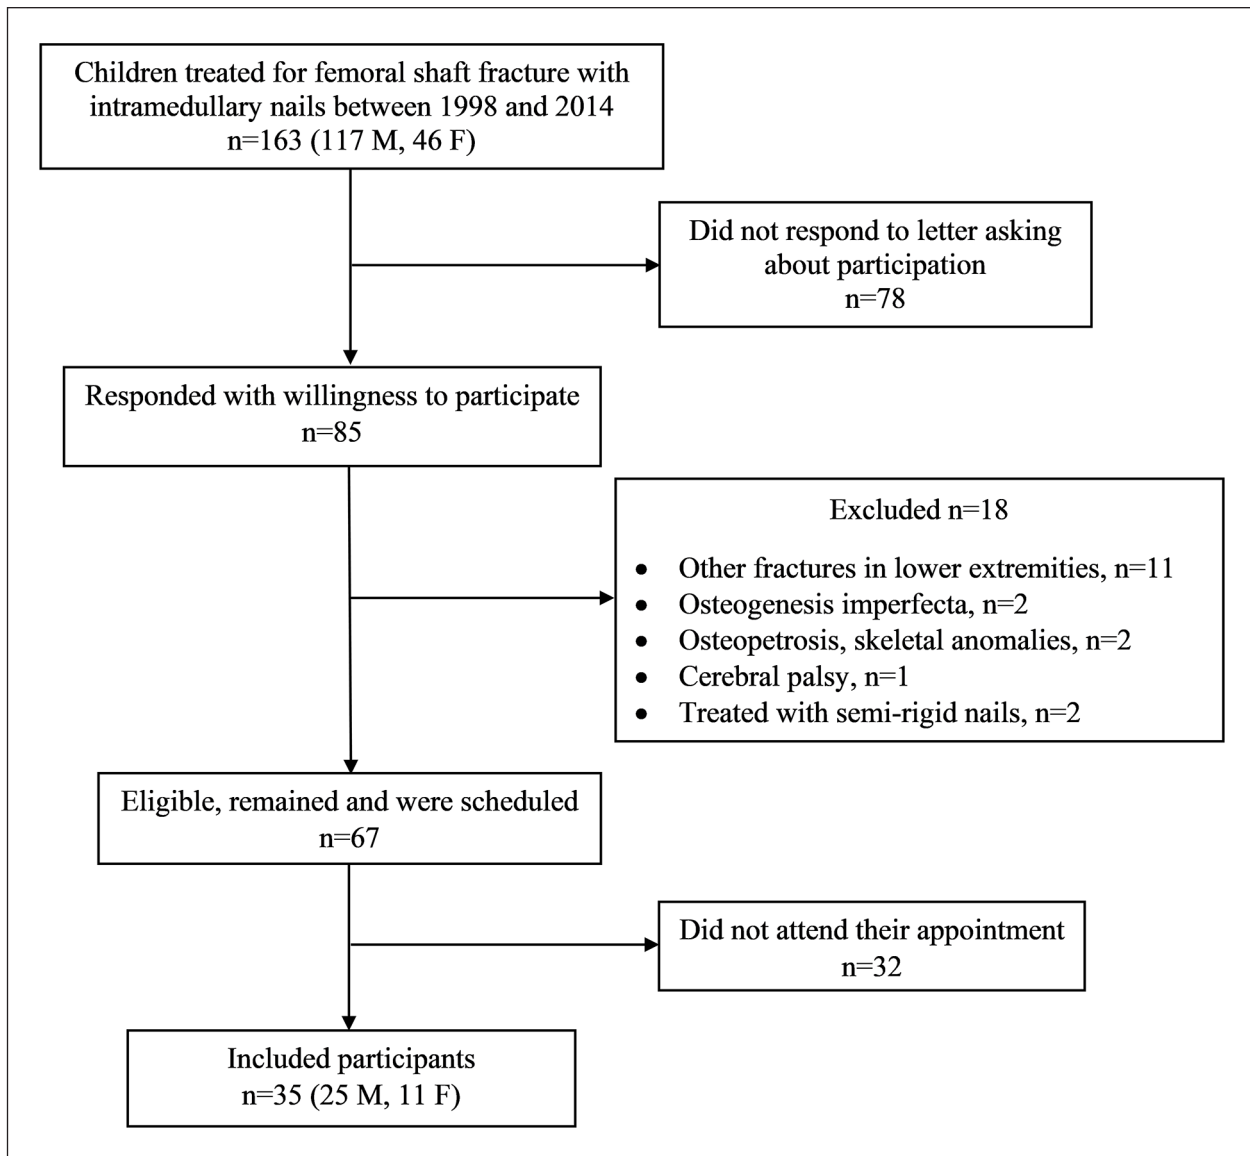 Children treated for femoral shaft fracture with
intramedullary nails between 1998 and 2014
n=163 (117 M, 46 F)
Did not respond to letter asking
about participation
n=78
Responded with willingness to participate
n=85
Excluded n=18
• Other fractures in lower extremities, n=11
• Osteogenesis imperfecta, n=2
• Osteopetrosis, skeletal anomalies, n=2
• Cerebral palsy, n=1
• Treated with semi-rigid nails, n=2
Eligible, remained and were scheduled
n=67
Did not attend their appointment
n=32
Included participants
n=35 (25 M, 11 F)